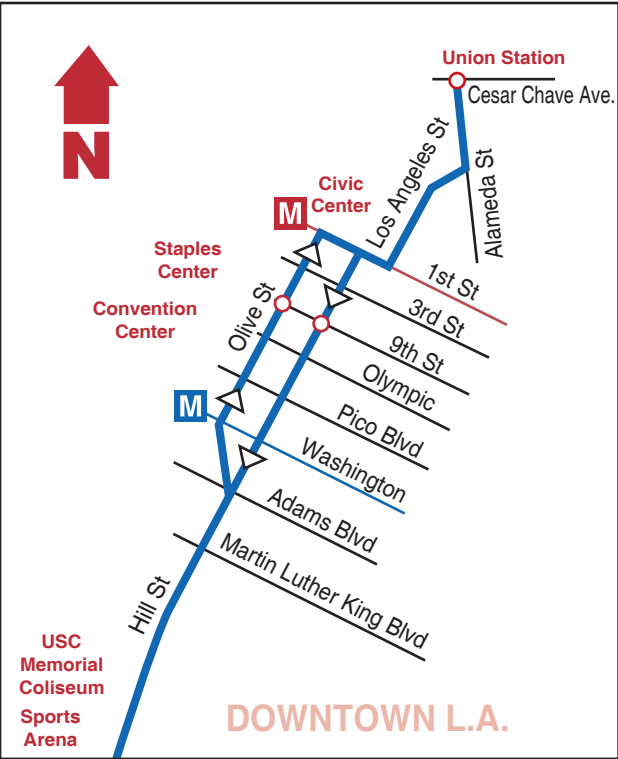 Union Station
Cesar Chave Ave.
N
Los Angeles St
Alameda St
Civic
Center
M
1st St
Staples
Center
3rd St
Convention
Center
Olive St
9th St
Olympic
M
Pico Blvd
Washington
Adams Blvd
Martin Luther King Blvd
Hill St
USC
Memorial
Coliseum
Sports
Arena
DOWNTOWN L.A.